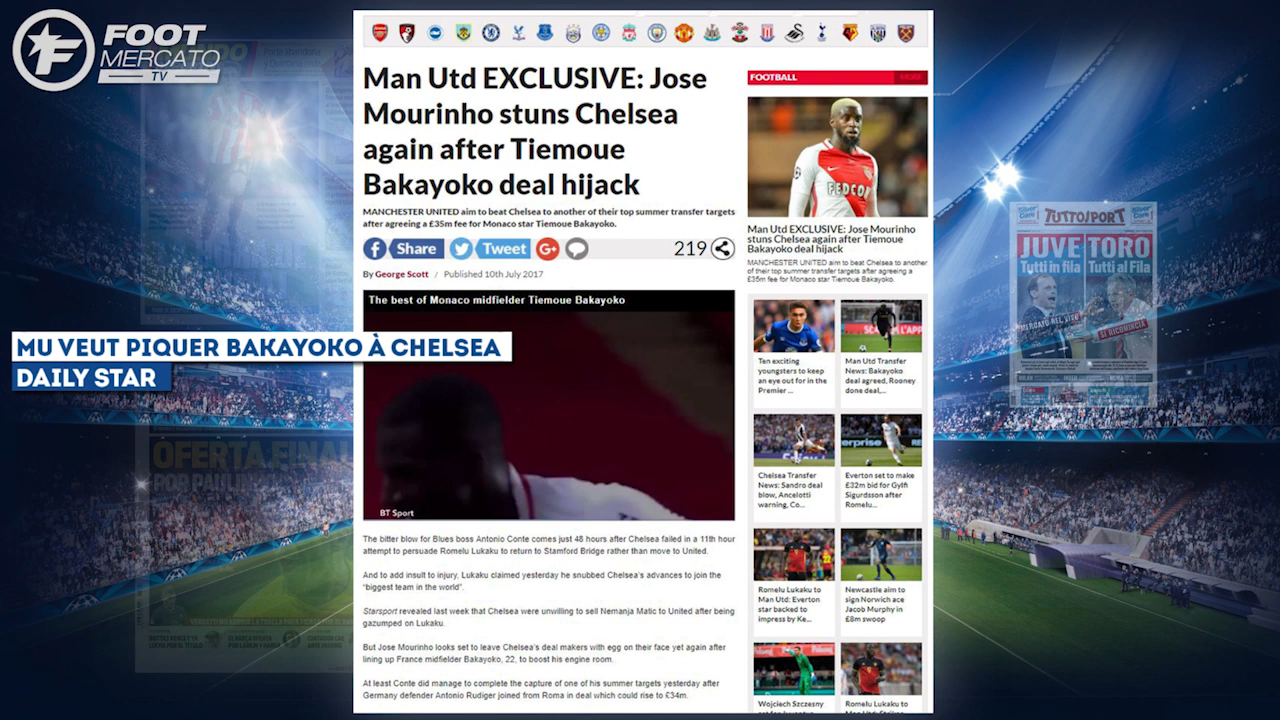 FOOT
MERCATO
TV
Man Utd EXCLUSIVE: Jose
Mourinho stuns Chelsea
again after Tiemoue
Bakayoko deal hijack
MANCHESTER UNITED aim to beat Chelsea to another of their top summer transfer targets
after agreeing a £35m fee for Monaco star Tiemoue Bakayoko.
Share
Tweet
219
By George Scott / Published 10th July 2017
The best of Monaco midfielder Tiemoue Bakayoko
BT Sport
MU VEUT PIQUER BAKAYOKO À CHELSEA
DAILY STAR
The bitter blow for Blues boss Antonio Conte comes just 48 hours after Chelsea failed in a 11th hour
attempt to persuade Romelu Lukaku to return to Stamford Bridge rather than move to United.
And to add insult to injury, Lukaku claimed yesterday he snubbed Chelsea's advances to join the
"biggest team in the world".
Starsport revealed last week that Chelsea were unwilling to sell Nemanja Matic to United after being
gazumped on Lukaku.
But Jose Mourinho looks set to leave Chelsea's deal makers with egg on their face yet again after
lining up France midfielder Bakayoko, 22, to boost his engine room.
At least Conte did manage to complete the capture of one of his summer targets yesterday after
Germany defender Antonio Rudiger joined from Roma in deal which could rise to £34m.
FOOTBALL
MORE
FEDCOM
Man Utd EXCLUSIVE: Jose Mourinho
stuns Chelsea again after Tiemoue
Bakayoko deal hijack
MANCHESTER UNITED aim to beat Chelsea to another
of their top summer transfer targets after agreeing a
£35m fee for Monaco star Tiemoue Bakayoko.
Ten exciting
youngsters to keep
an eye out for in the
Premier ...
Man Utd Transfer
News: Bakayoko
deal agreed, Rooney
done deal,...
Chelsea Transfer
News: Sandro deal
blow, Ancelotti
warning, Co...
Everton set to make
£32m bid for Gylfi
Sigurdsson after
Romelu...
Romelu Lukaku to
Man Utd: Everton
star backed to
impress by Ke...
Newcastle aim to
sign Norwich ace
Jacob Murphy in
£8m swoop
Wojciech Szczesny
Romelu Lukaku to
TUTTOSPORT
JUVE TORO
Tutti in fila Tutti al Fila
MERCATO NEL VIVO
SI RICOMINCIA
OFERTA FINAL